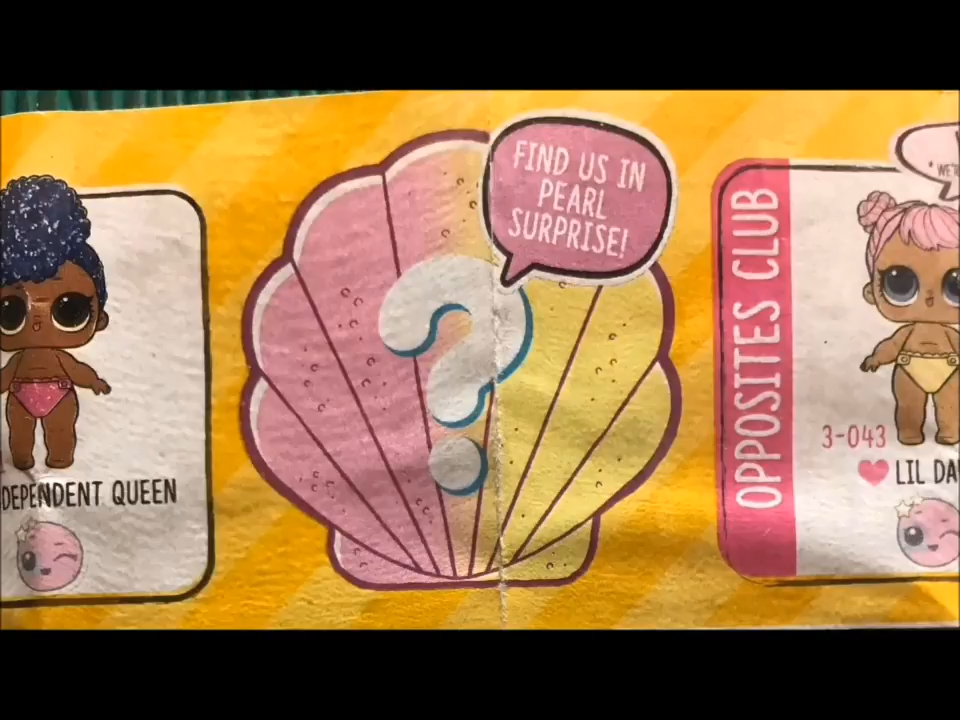 FIND US IN
PEARL
SURPRISE!
DEPENDENT QUEEN
OPPOSITES CLUB
3-043
LIL DA